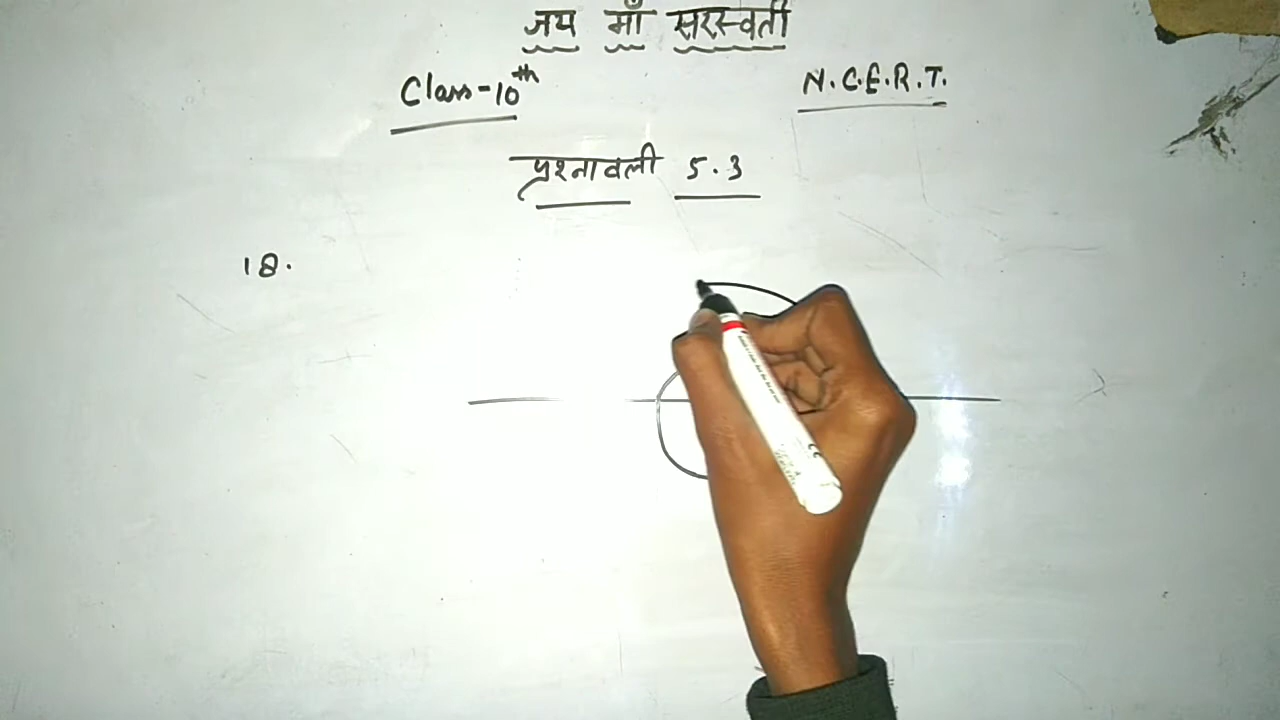 जय माँ सरस्वती
Class-10th
N.C.E.R.T.
प्रश्नावली 5.3
18.